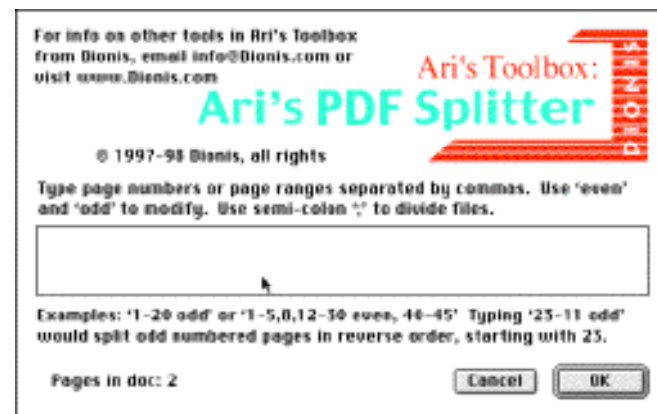 For info on other tools in Ari's Toolbox
from Dionis, email info@Dionis.com or
visit www.Dionis.com
Ari's Toolbox:
Ari's PDF Splitter
DIONIS
© 1997-98 Dionis, all rights
Type page numbers or page ranges separated by commas. Use 'even'
and 'odd' to modify. Use semi-colon ';' to divide files.
Examples: '1-20 odd' or '1-5,8,12-30 even, 40-45' Typing '23-11 odd'
would split odd numbered pages in reverse order, starting with 23.
Pages in doc: 2
Cancel
OK